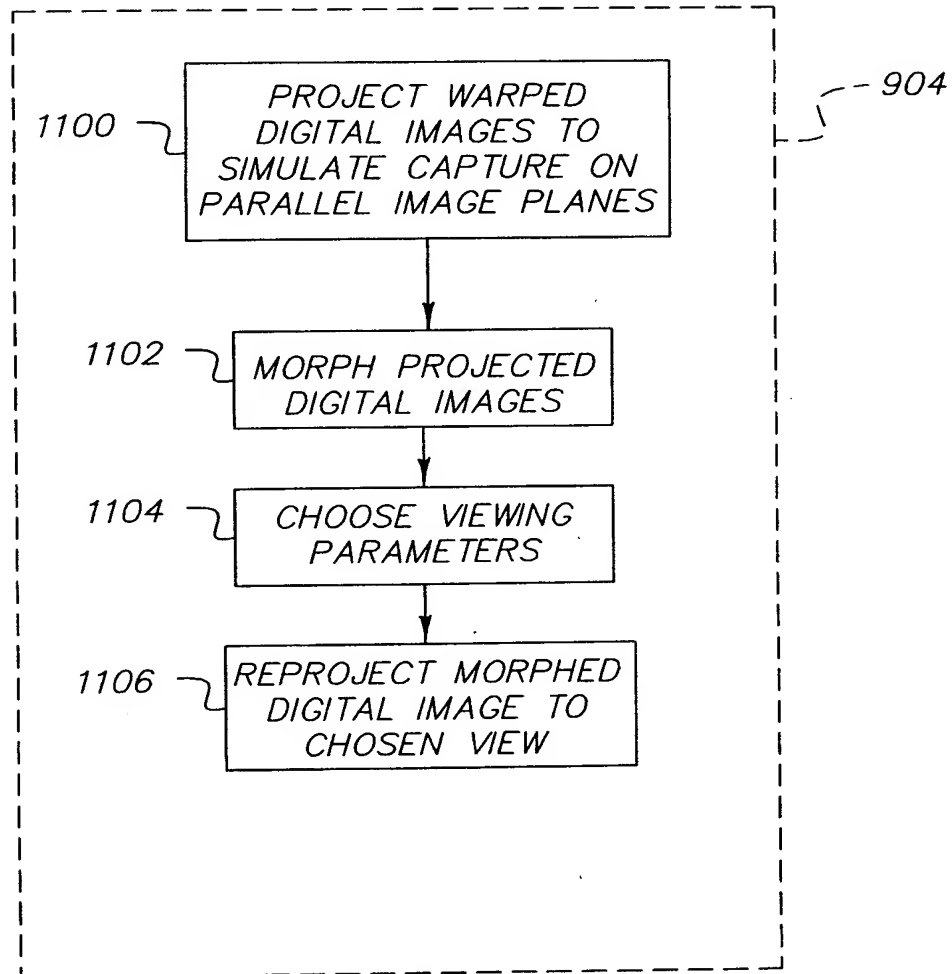 904
1100
PROJECT WARPED
DIGITAL IMAGES TO
SIMULATE CAPTURE ON
PARALLEL IMAGE PLANES
1102
MORPH PROJECTED
DIGITAL IMAGES
1104
CHOOSE VIEWING
PARAMETERS
1106
REPROJECT MORPHED
DIGITAL IMAGE TO
CHOSEN VIEW